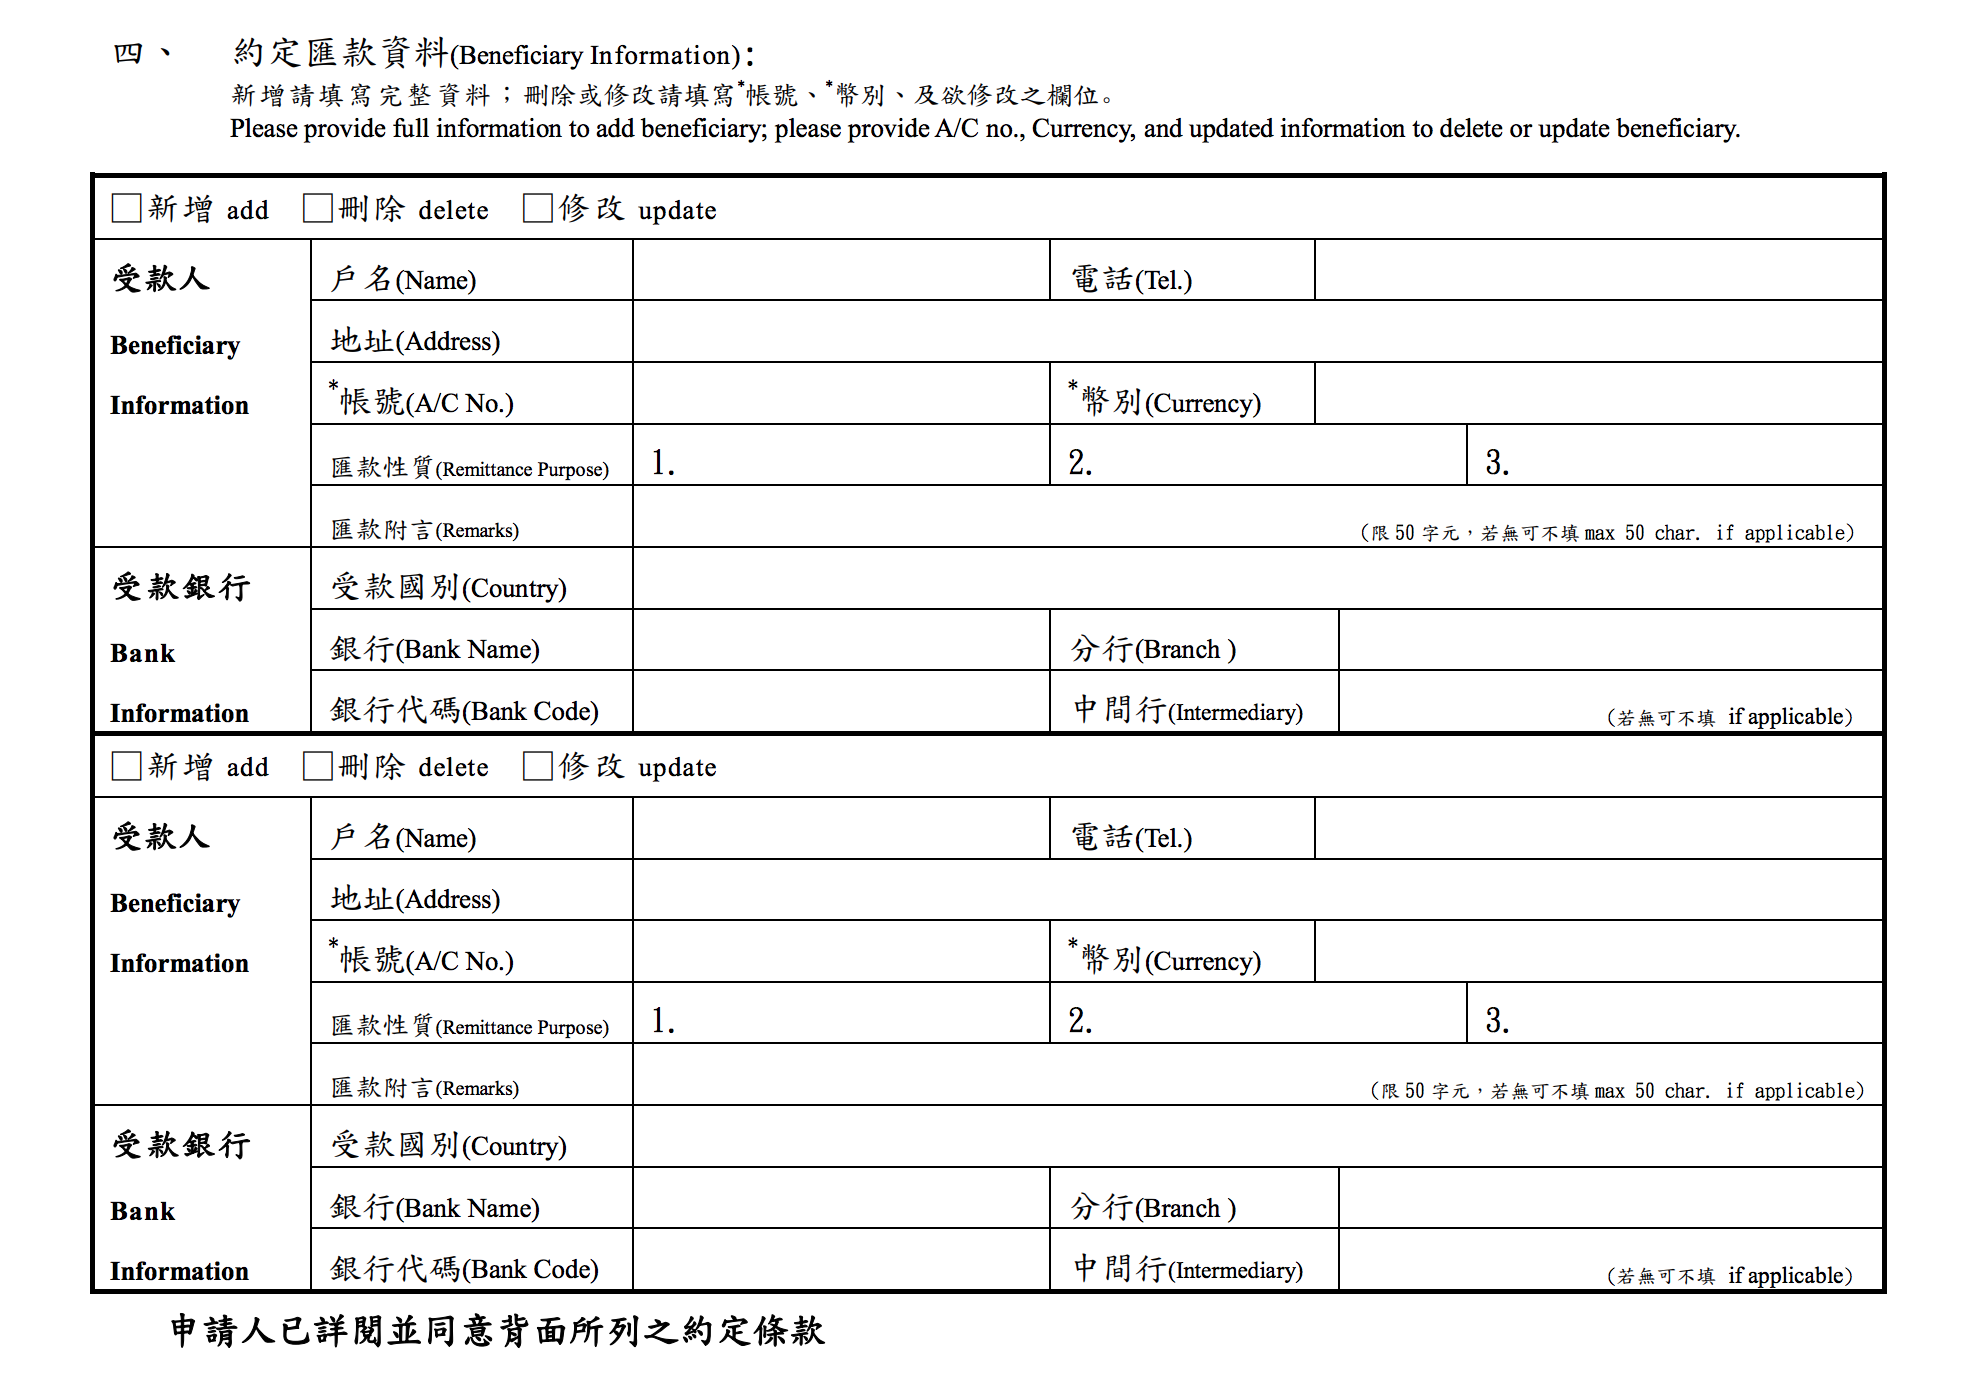 四、 約定匯款資料(Beneficiary Information)：
新增請填寫完整資料；刪除或修改請填寫*帳號、*幣別、及欲修改之欄位。
Please provide full information to add beneficiary; please provide A/C no., Currency, and updated information to delete or update beneficiary.
□新增 add □刪除 delete □修改 update
受款人 戶名(Name) 電話(Tel.)
Beneficiary 地址(Address)
Information *帳號(A/C No.) *幣別(Currency)
匯款性質(Remittance Purpose) 1. 2. 3.
匯款附言(Remarks) (限 50 字元，若無可不填 max 50 char. if applicable)
受款銀行 受款國別(Country)
Bank 銀行(Bank Name) 分行(Branch )
Information 銀行代碼(Bank Code) 中間行(Intermediary) (若無可不填 if applicable)
□新增 add □刪除 delete □修改 update
受款人 戶名(Name) 電話(Tel.)
Beneficiary 地址(Address)
Information *帳號(A/C No.) *幣別(Currency)
匯款性質(Remittance Purpose) 1. 2. 3.
匯款附言(Remarks) (限 50 字元，若無可不填 max 50 char. if applicable)
受款銀行 受款國別(Country)
Bank 銀行(Bank Name) 分行(Branch )
Information 銀行代碼(Bank Code) 中間行(Intermediary) (若無可不填 if applicable)
申請人已詳閱並同意背面所列之約定條款